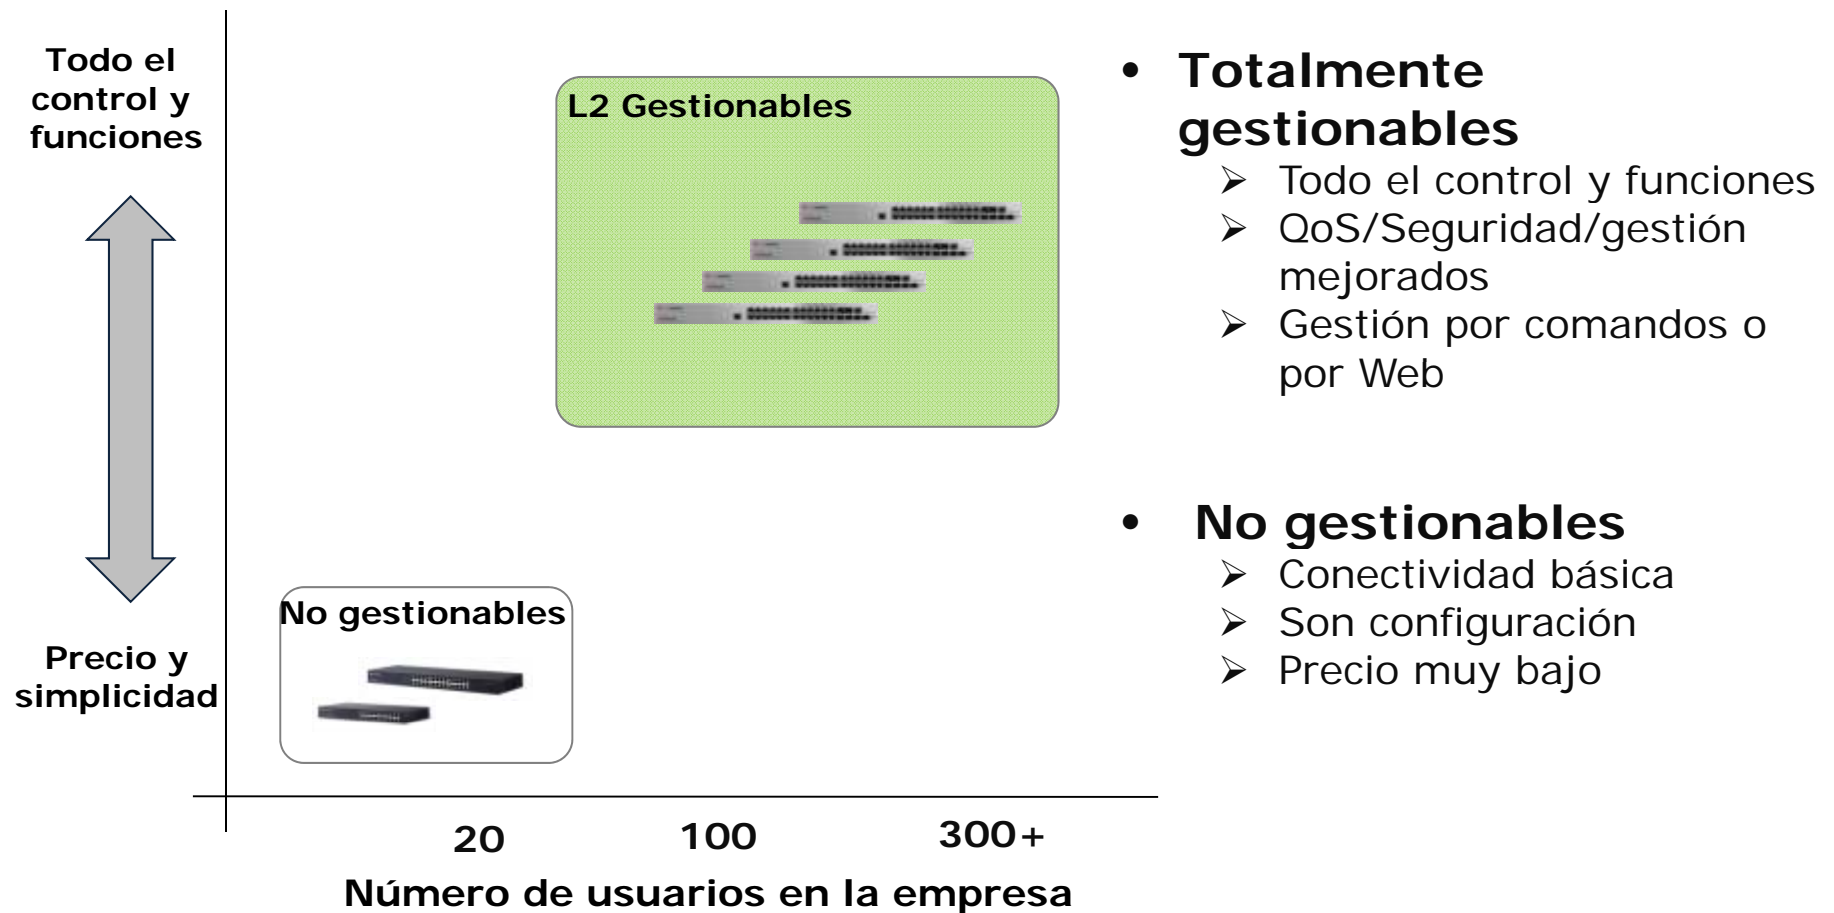 Todo el
control y
funciones
Precio y
simplicidad
L2 Gestionables
No gestionables
20
100
300+
Número de usuarios en la empresa
• Totalmente
gestionables
➢ Todo el control y funciones
➢ QoS/Seguridad/gestión
mejorados
➢ Gestión por comandos o
por Web
• No gestionables
➢ Conectividad básica
➢ Son configuración
➢ Precio muy bajo